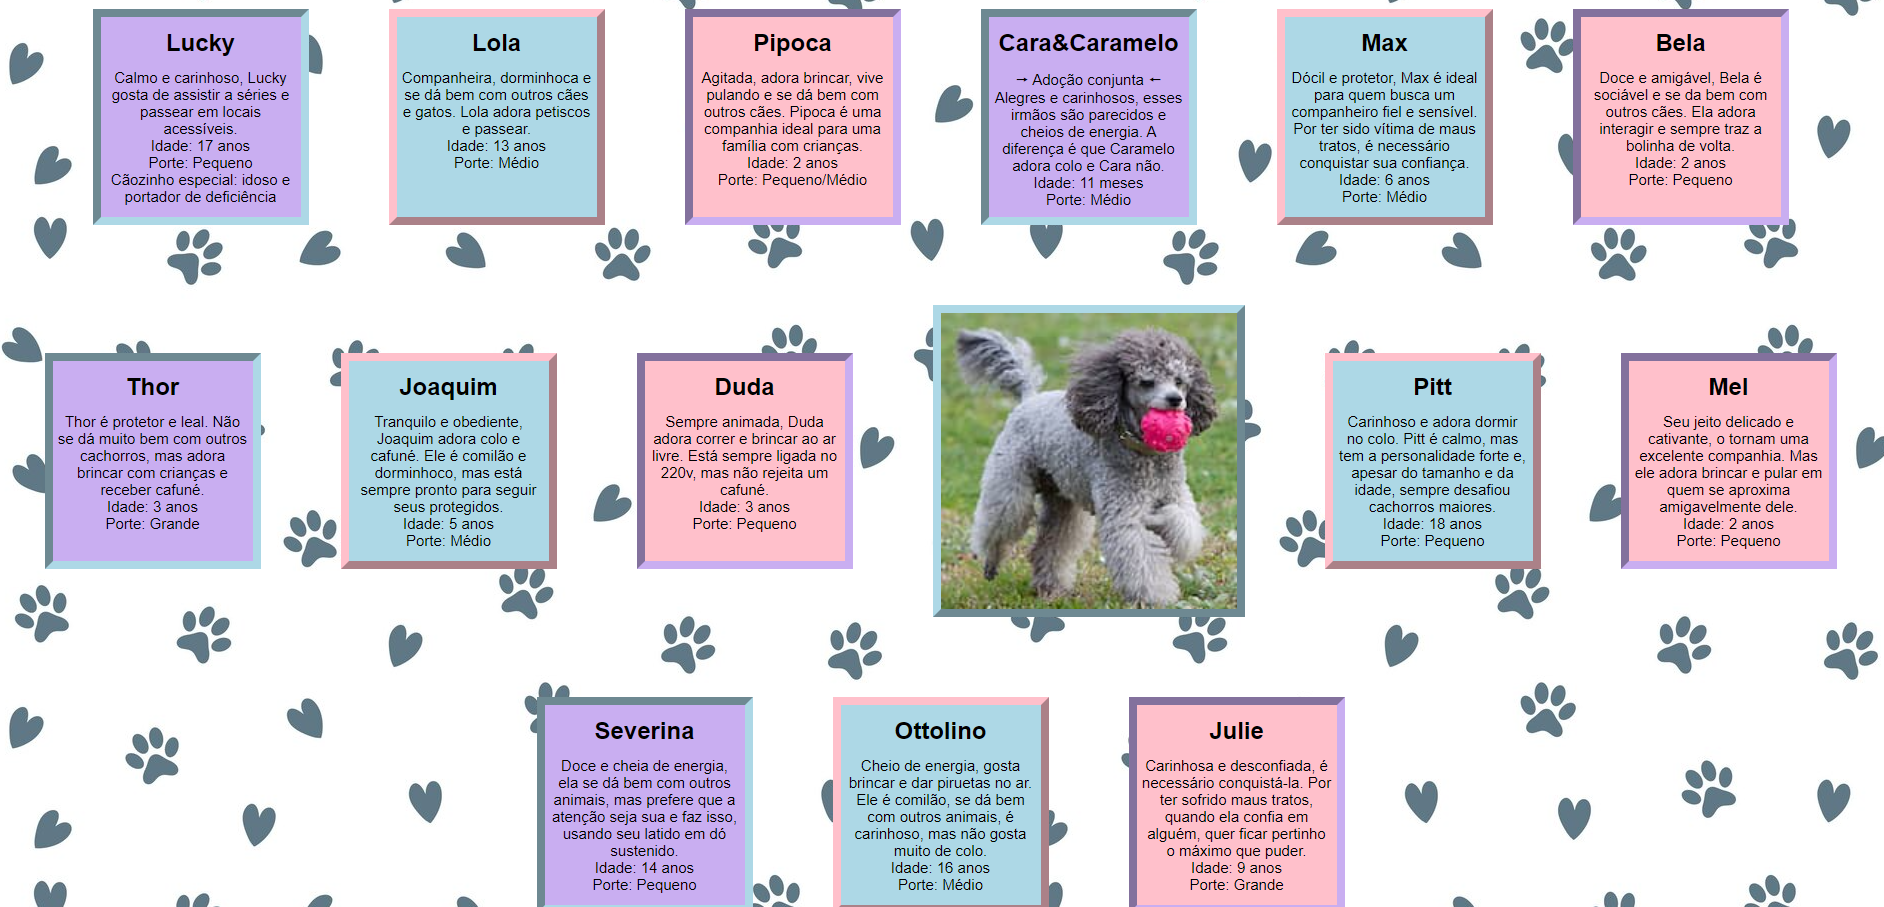 Lucky
Calmo e carinhoso, Lucky
gosta de assistir a séries e
passear em locais
acessíveis.
Idade: 17 anos
Porte: Pequeno
Cãozinho especial: idoso e
portador de deficiência
Lola
Companheira, dorminhoca e
se dá bem com outros cães
e gatos. Lola adora petiscos
e passear.
Idade: 13 anos
Porte: Médio
Pipoca
Agitada, adora brincar, vive
pulando e se dá bem com
outros cães. Pipoca é uma
companhia ideal para uma
família com crianças.
Idade: 2 anos
Porte: Pequeno/Médio
Cara&Caramelo
→ Adoção conjunta ←
Alegres e carinhosos, esses
irmãos são parecidos e
cheios de energia. A
diferença é que Caramelo
adora colo e Cara não.
Idade: 11 meses
Porte: Médio
Max
Dócil e protetor, Max é ideal
para quem busca um
companheiro fiel e sensível.
Por ter sido vítima de maus
tratos, é necessário
conquistar sua confiança.
Idade: 6 anos
Porte: Médio
Bela
Doce e amigável, Bela é
sociável e se da bem com
outros cães. Ela adora
interagir e sempre traz a
bolinha de volta.
Idade: 2 anos
Porte: Pequeno
Thor
Thor é protetor e leal. Não
se dá muito bem com outros
cachorros, mas adora
brincar com crianças e
receber cafuné.
Idade: 3 anos
Porte: Grande
Joaquim
Tranquilo e obediente,
Joaquim adora colo e
cafuné. Ele é comilão e
dorminhoco, mas está
sempre pronto para seguir
seus protegidos.
Idade: 5 anos
Porte: Médio
Duda
Sempre animada, Duda
adora correr e brincar ao ar
livre. Está sempre ligada no
220v, mas não rejeita um
cafuné.
Idade: 3 anos
Porte: Pequeno
Pitt
Carinhoso e adora dormir
no colo. Pitt é calmo, mas
tem a personalidade forte e,
apesar do tamanho e da
idade, sempre desafiou
cachorros maiores.
Idade: 18 anos
Porte: Pequeno
Mel
Seu jeito delicado e
cativante, o tornam uma
excelente companhia. Mas
ele adora brincar e pular em
quem se aproxima
amigavelmente dele.
Idade: 2 anos
Porte: Pequeno
Severina
Doce e cheia de energia,
ela se dá bem com outros
animais, mas prefere que a
atenção seja sua e faz isso,
usando seu latido em dó
sustenido.
Idade: 14 anos
Porte: Pequeno
Ottolino
Cheio de energia, gosta
brincar e dar piruetas no ar.
Ele é comilão, se dá bem
com outros animais, é
carinhoso, mas não gosta
muito de colo.
Idade: 16 anos
Porte: Médio
Julie
Carinhosa e desconfiada, é
necessário conquistá-la. Por
ter sofrido maus tratos,
quando ela confia em
alguém, quer ficar pertinho
o máximo que puder.
Idade: 9 anos
Porte: Grande